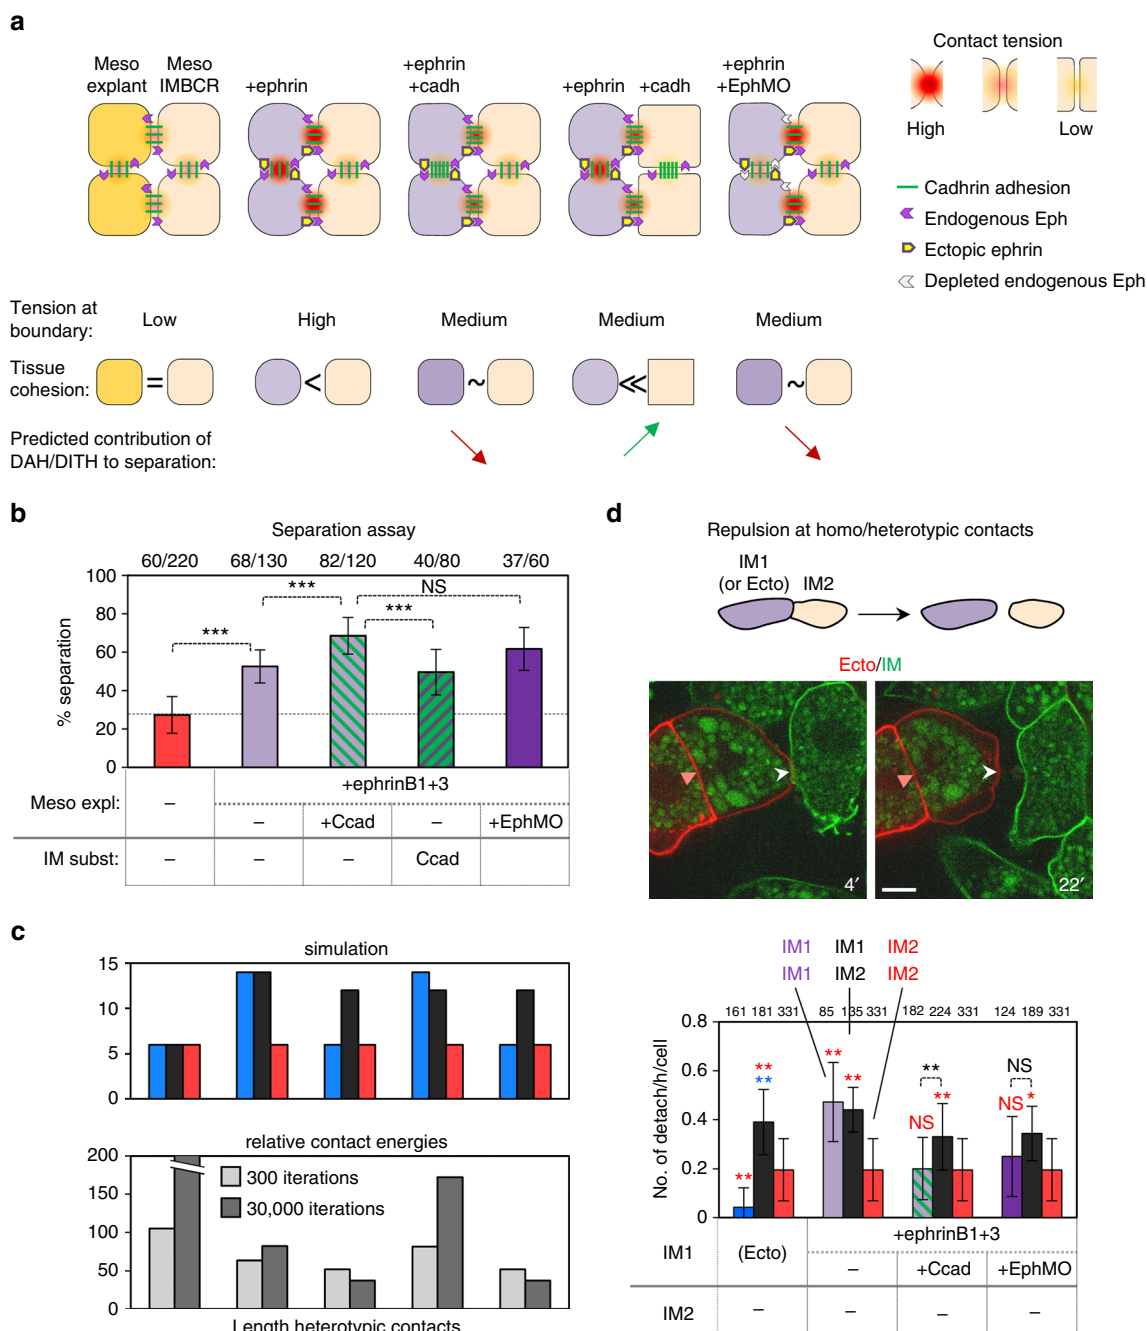 a
Meso explant
Meso IMBCR
+ephrin
+ephrin +cadh
+ephrin
+cadh
+ephrin +EphMO
Contact tension
High
Low
Cadhrin adhesion
Endogenous Eph
Ectopic ephrin
Depleted endogenous Eph
Tension at boundary:
Low
High
Medium
Medium
Medium
Tissue cohesion:
=
<
~
<<
~
Predicted contribution of DAH/DITH to separation:
b
Separation assay
60/220 68/130 82/120 40/80 37/60
% separation
100
80
60
40
20
0
***
***
***
NS
+ephrinB1+3
Meso expl: – – +Ccad – +EphMO
IM subst: – – – Ccad –
c
simulation
15
10
5
0
relative contact energies
200
150
100
50
0
300 iterations
30,000 iterations
Length heterotypic contacts
d
Repulsion at homo/heterotypic contacts
IM1 (or Ecto)
IM2
Ecto/IM
4′
22′
IM1 IM1 IM2
IM1 IM2 IM2
161 181 331 85 135 331 182 224 331 124 189 331
No. of detach/h/cell
0.8
0.6
0.4
0.2
0
**
**
**
**
**
**
NS
**
NS
NS
*
+ephrinB1+3
IM1 (Ecto) – +Ccad +EphMO
IM2 – – – –